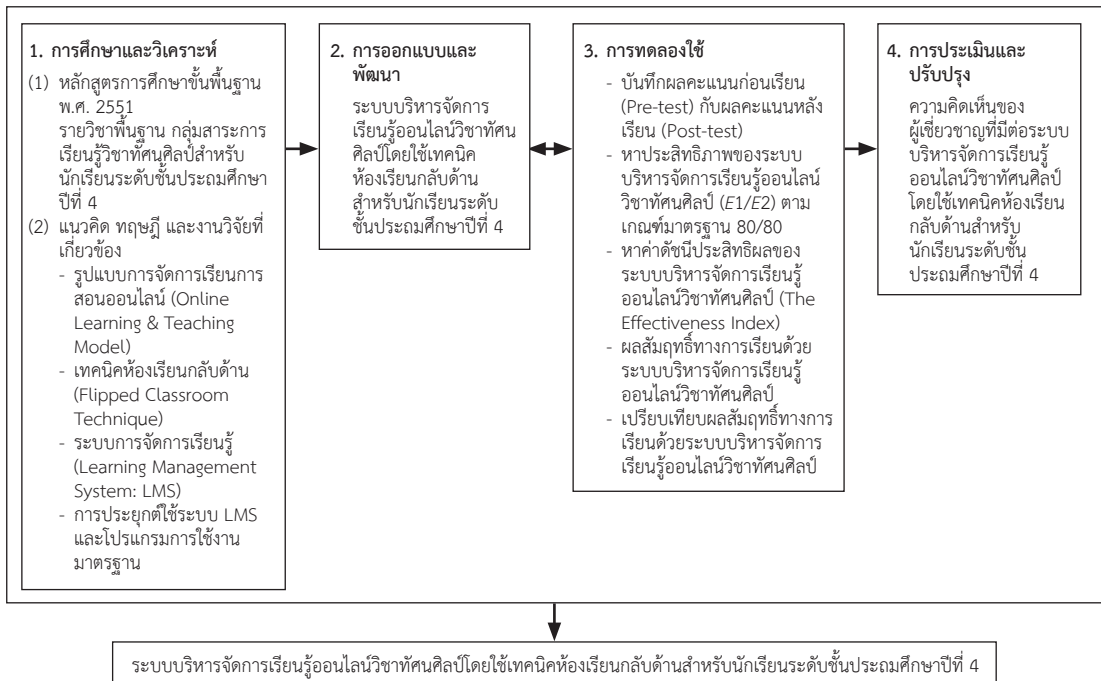 1. การศึกษาและวิเคราะห์
(1) หลักสูตรการศึกษาขั้นพื้นฐาน
พ.ศ. 2551
รายวิชาพื้นฐาน กลุ่มสาระการ
เรียนรู้วิชาทัศนศิลป์สำหรับ
นักเรียนระดับชั้นประถมศึกษา
ปีที่ 4
(2) แนวคิด ทฤษฎี และงานวิจัยที่
เกี่ยวข้อง
- รูปแบบการจัดการเรียนการ
สอนออนไลน์ (Online
Learning & Teaching
Model)
- เทคนิคห้องเรียนกลับด้าน
(Flipped Classroom
Technique)
- ระบบการจัดการเรียนรู้
(Learning Management
System: LMS)
- การประยุกต์ใช้ระบบ LMS
และโปรแกรมการใช้งาน
มาตรฐาน
2. การออกแบบและ
พัฒนา
ระบบบริหารจัดการ
เรียนรู้ออนไลน์วิชาทัศน
ศิลป์โดยใช้เทคนิค
ห้องเรียนกลับด้าน
สำหรับนักเรียนระดับ
ชั้นประถมศึกษาปีที่ 4
3. การทดลองใช้
- บันทึกผลคะแนนก่อนเรียน
(Pre-test) กับผลคะแนนหลัง
เรียน (Post-test)
- หาประสิทธิภาพของระบบ
บริหารจัดการเรียนรู้ออนไลน์
วิชาทัศนศิลป์ (E1/E2) ตาม
เกณฑ์มาตรฐาน 80/80
- หาค่าดัชนีประสิทธิผลของ
ระบบบริหารจัดการเรียนรู้
ออนไลน์วิชาทัศนศิลป์ (The
Effectiveness Index)
- ผลสัมฤทธิ์ทางการเรียนด้วย
ระบบบริหารจัดการเรียนรู้
ออนไลน์วิชาทัศนศิลป์
- เปรียบเทียบผลสัมฤทธิ์ทางการ
เรียนด้วยระบบบริหารจัดการ
เรียนรู้ออนไลน์วิชาทัศนศิลป์
4. การประเมินและ
ปรับปรุง
ความคิดเห็นของ
ผู้เชี่ยวชาญที่มีต่อระบบ
บริหารจัดการเรียนรู้
ออนไลน์วิชาทัศนศิลป์
โดยใช้เทคนิคห้องเรียน
กลับด้านสำหรับ
นักเรียนระดับชั้น
ประถมศึกษาปีที่ 4
ระบบบริหารจัดการเรียนรู้ออนไลน์วิชาทัศนศิลป์โดยใช้เทคนิคห้องเรียนกลับด้านสำหรับนักเรียนระดับชั้นประถมศึกษาปีที่ 4